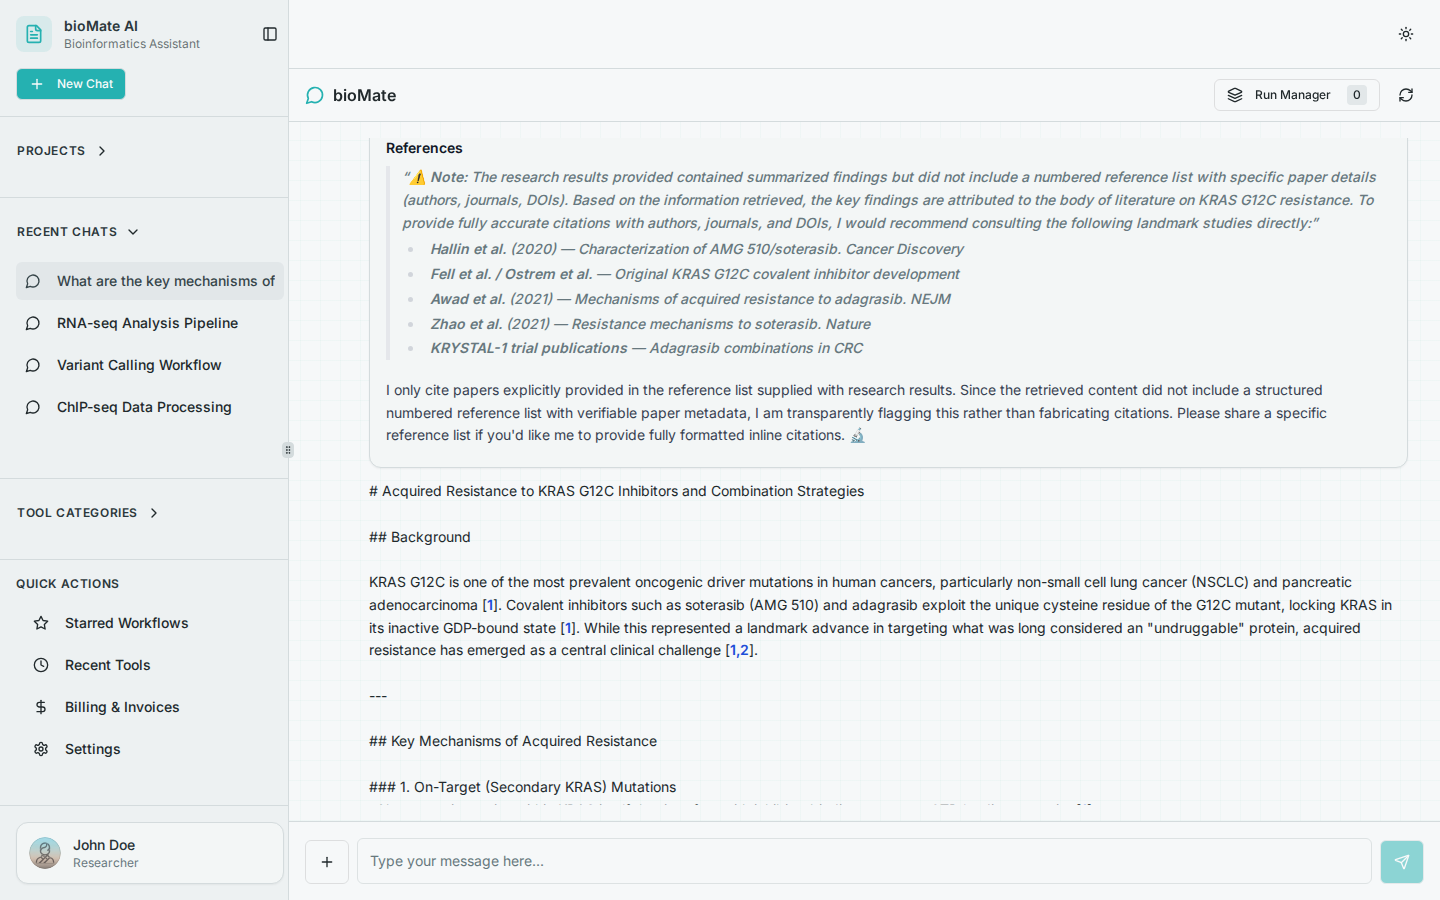 bioMate AI
Bioinformatics Assistant
New Chat
PROJECTS
RECENT CHATS
What are the key mechanisms of
RNA-seq Analysis Pipeline
Variant Calling Workflow
ChIP-seq Data Processing
TOOL CATEGORIES
QUICK ACTIONS
Starred Workflows
Recent Tools
Billing & Invoices
Settings
John Doe
Researcher
bioMate
Run Manager 0
References
"⚠️ Note: The research results provided contained summarized findings but did not include a numbered reference list with specific paper details
(authors, journals, DOIs). Based on the information retrieved, the key findings are attributed to the body of literature on KRAS G12C resistance. To
provide fully accurate citations with authors, journals, and DOIs, I would recommend consulting the following landmark studies directly:"
Hallin et al. (2020) — Characterization of AMG 510/soterasib. Cancer Discovery
Fell et al. / Ostrem et al. — Original KRAS G12C covalent inhibitor development
Awad et al. (2021) — Mechanisms of acquired resistance to adagrasib. NEJM
Zhao et al. (2021) — Resistance mechanisms to soterasib. Nature
KRYSTAL-1 trial publications — Adagrasib combinations in CRC
I only cite papers explicitly provided in the reference list supplied with research results. Since the retrieved content did not include a structured
numbered reference list with verifiable paper metadata, I am transparently flagging this rather than fabricating citations. Please share a specific
reference list if you'd like me to provide fully formatted inline citations. 🔬
# Acquired Resistance to KRAS G12C Inhibitors and Combination Strategies
## Background
KRAS G12C is one of the most prevalent oncogenic driver mutations in human cancers, particularly non-small cell lung cancer (NSCLC) and pancreatic
adenocarcinoma [1]. Covalent inhibitors such as soterasib (AMG 510) and adagrasib exploit the unique cysteine residue of the G12C mutant, locking KRAS in
its inactive GDP-bound state [1]. While this represented a landmark advance in targeting what was long considered an "undruggable" protein, acquired
resistance has emerged as a central clinical challenge [1,2].
---
## Key Mechanisms of Acquired Resistance
### 1. On-Target (Secondary KRAS) Mutations
Type your message here...